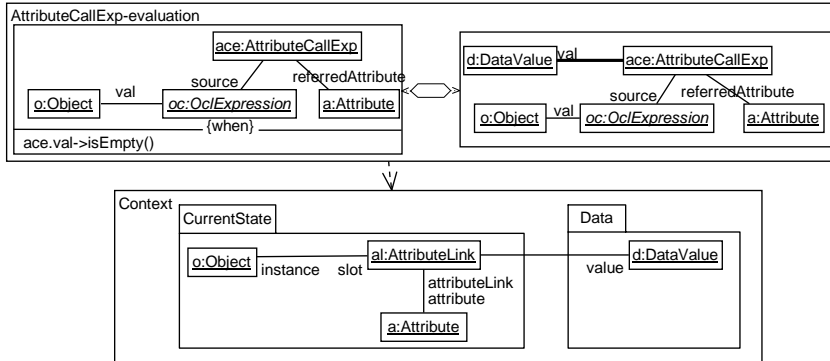 AttributeCallExp-evaluation
ace:AttributeCallExp
source
referredAttribute
val
o:Object
oc:OclExpression
a:Attribute
{when}
ace.val->isEmpty()
d:DataValue
val
ace:AttributeCallExp
source
referredAttribute
o:Object
val
oc:OclExpression
a:Attribute
Context
CurrentState
o:Object
instance
slot
al:AttributeLink
attributeLink
attribute
a:Attribute
Data
value
d:DataValue